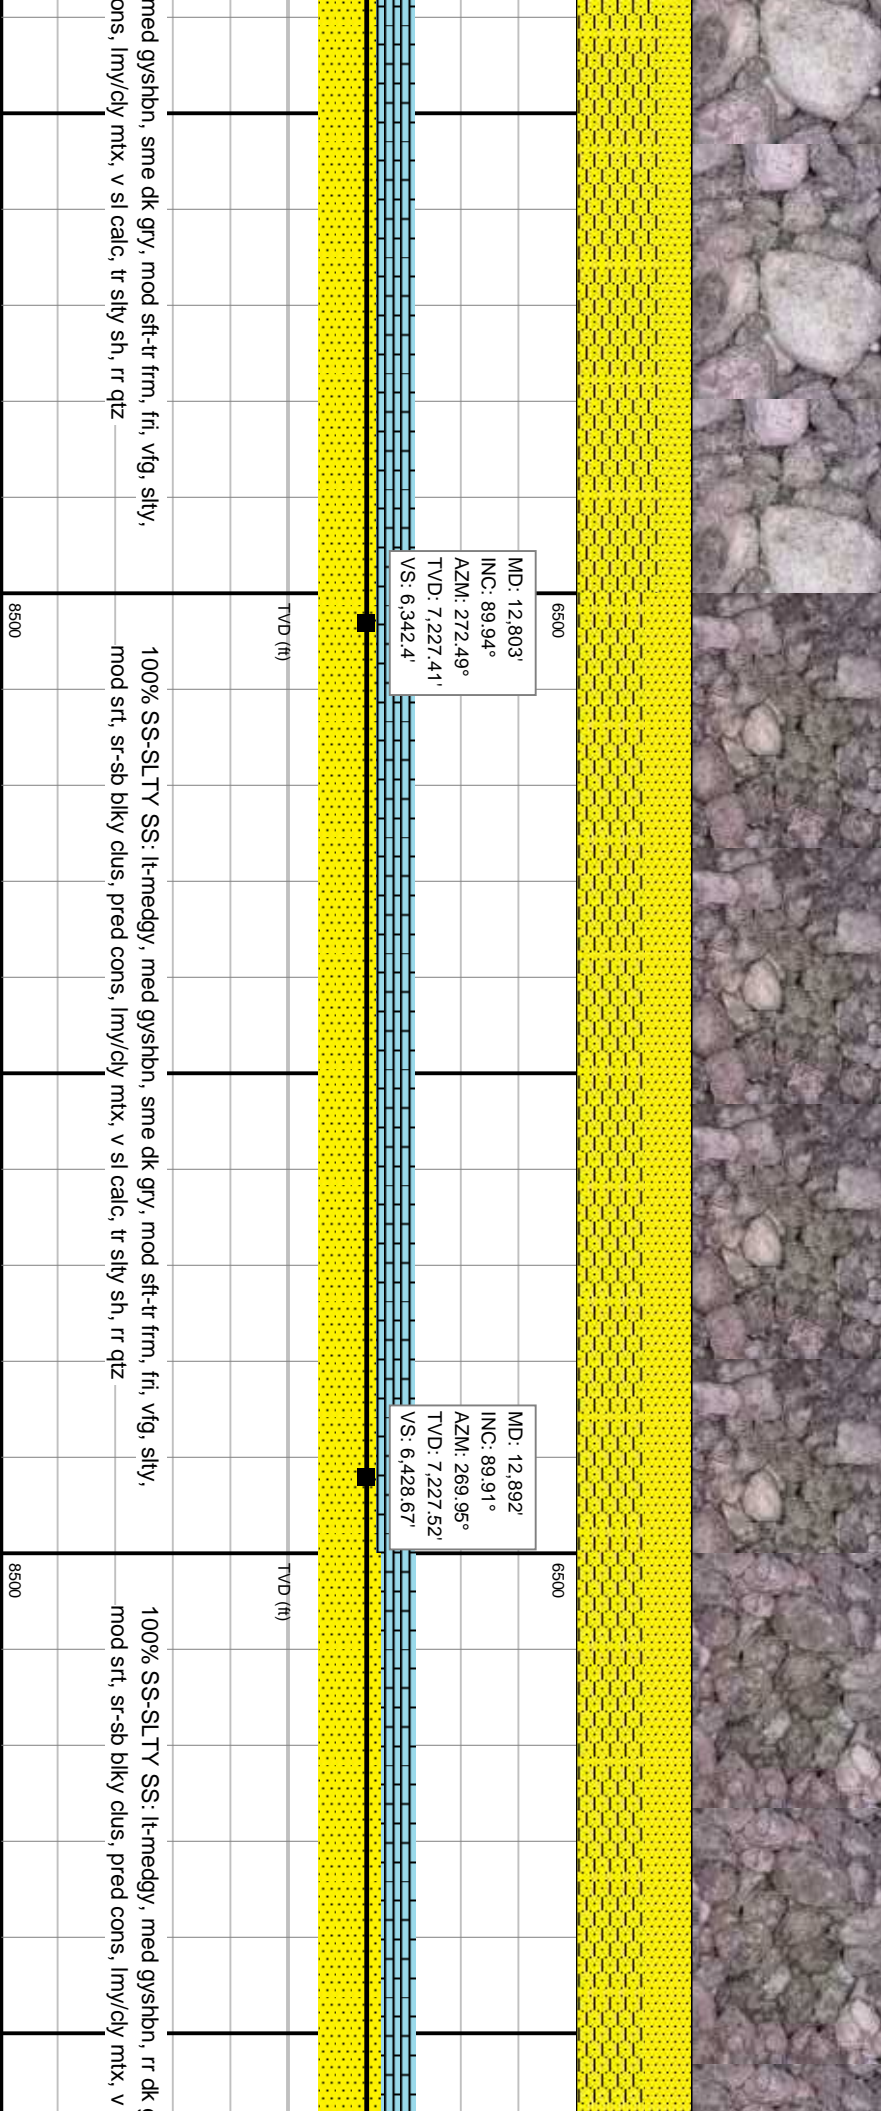 med gyshbn, sme dk gry, mod sft-tr frm, fri, vfg, slty,
ons, lmy/cly mtx, v sl calc, tr slty sh, rr qtz
6500
TVD (ft)
8500
MD: 12,803'
INC: 89.94°
AZM: 272.49°
TVD: 7,227.41'
VS: 6,342.4'
100% SS-SLTY SS: lt-medgy, med gyshbn, sme dk gry, mod sft-tr frm, fri, vfg, slty,
mod srt, sr-sb blky clus, pred cons, lmy/cly mtx, v sl calc, tr slty sh, rr qtz
MD: 12,892'
INC: 89.91°
AZM: 269.95°
TVD: 7,227.52'
VS: 6,428.67'
6500
TVD (ft)
8500
100% SS-SLTY SS: lt-medgy, med gyshbn, rr dk
mod srt, sr-sb blky clus, pred cons, lmy/cly mtx, v